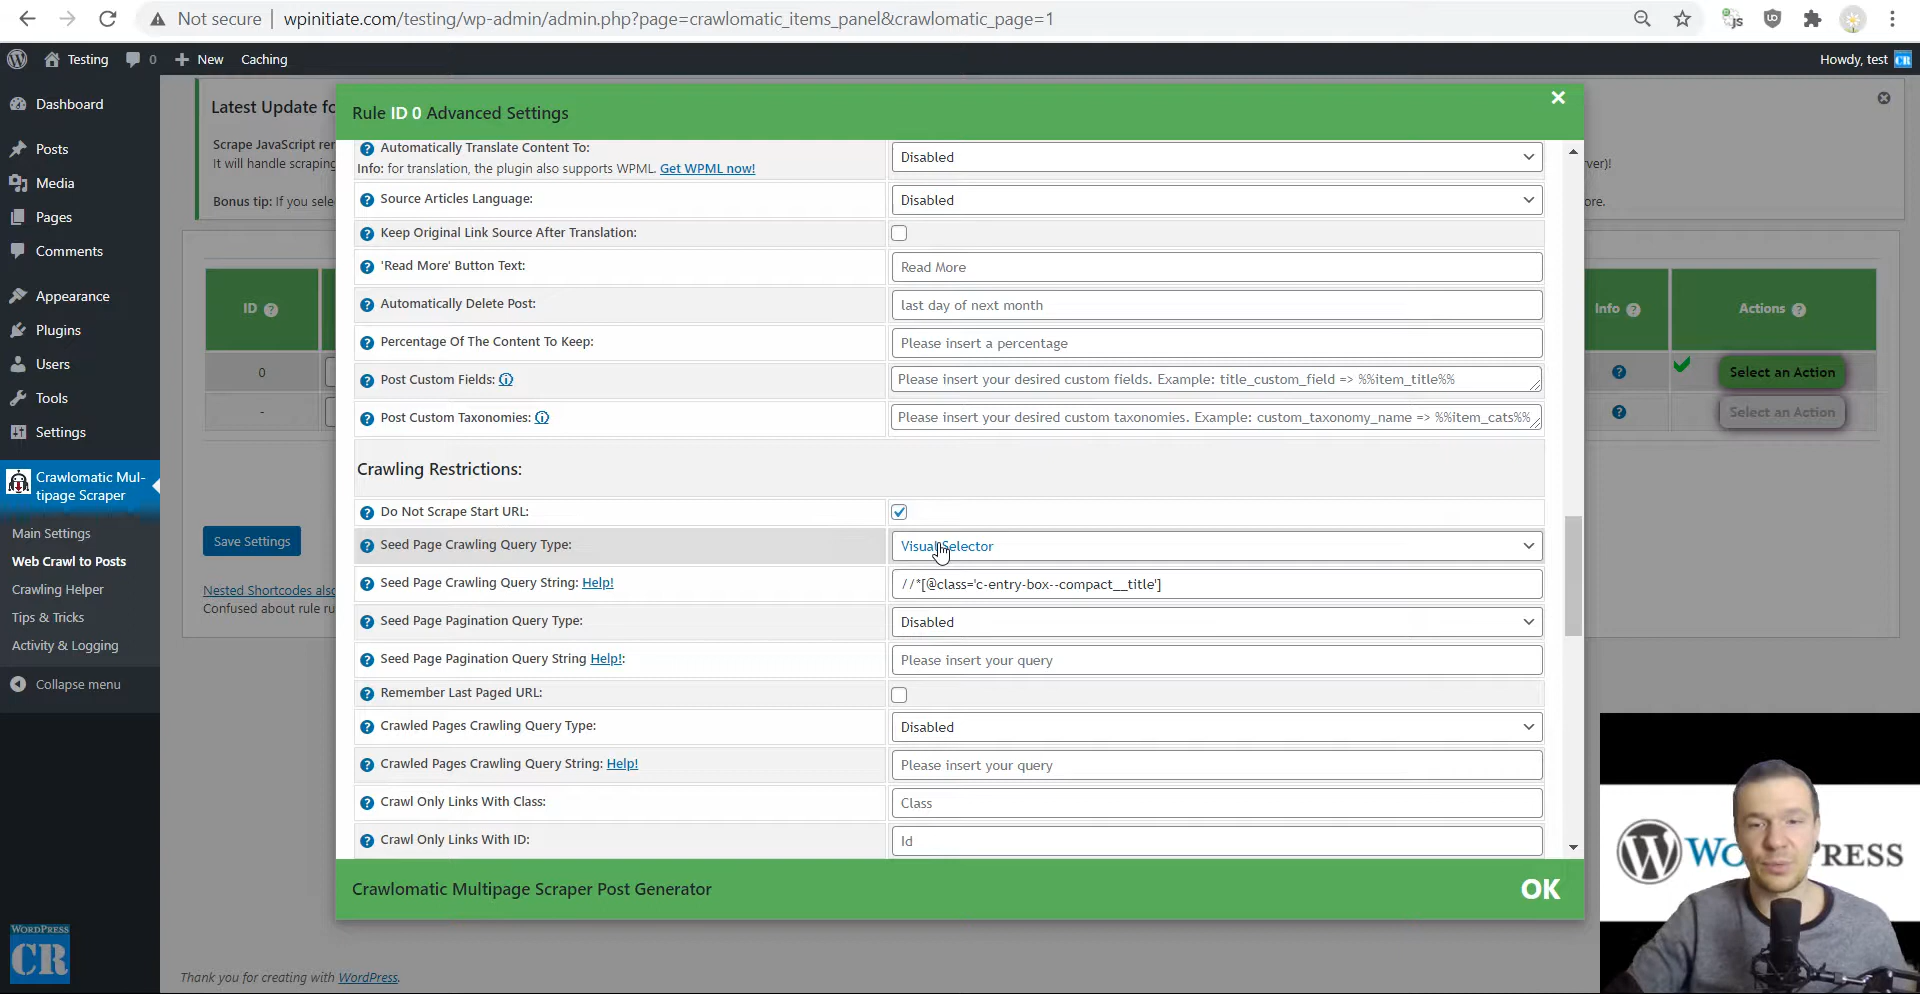 Not secure
wpinitiate.com/testing/wp-admin/admin.php?page=crawlomatic_items_panel&crawlomatic_page=1
Testing
0
New
Caching
Howdy, test
Dashboard
Posts
Media
Pages
Comments
Appearance
Plugins
Users
Tools
Settings
Crawlomatic Mul-
tipage Scraper
Main Settings
Web Crawl to Posts
Crawling Helper
Tips & Tricks
Activity & Logging
Collapse menu
WORDPRESS
CR
Latest Update fo
Scrape JavaScript rer
It will handle scraping
Bonus tip: If you sele
ver)!
ore.
ID
0
-
Save Settings
Nested Shortcodes also
Confused about rule ru
Info
Actions
Select an Action
Select an Action
Thank you for creating with WordPress.
Rule ID 0 Advanced Settings
Automatically Translate Content To:
Info: for translation, the plugin also supports WPML. Get WPML now!
Disabled
Source Articles Language:
Disabled
Keep Original Link Source After Translation:
'Read More' Button Text:
Read More
Automatically Delete Post:
last day of next month
Percentage Of The Content To Keep:
Please insert a percentage
Post Custom Fields:
Please insert your desired custom fields. Example: title_custom_field => %%item_title%%
Post Custom Taxonomies:
Please insert your desired custom taxonomies. Example: custom_taxonomy_name => %%item_cats%%
Crawling Restrictions:
Do Not Scrape Start URL:
Seed Page Crawling Query Type:
Visual Selector
Seed Page Crawling Query String: Help!
//*[@class='c-entry-box--compact__title']
Seed Page Pagination Query Type:
Disabled
Seed Page Pagination Query String Help!:
Please insert your query
Remember Last Paged URL:
Crawled Pages Crawling Query Type:
Disabled
Crawled Pages Crawling Query String: Help!
Please insert your query
Crawl Only Links With Class:
Class
Crawl Only Links With ID:
Id
Crawlomatic Multipage Scraper Post Generator
OK